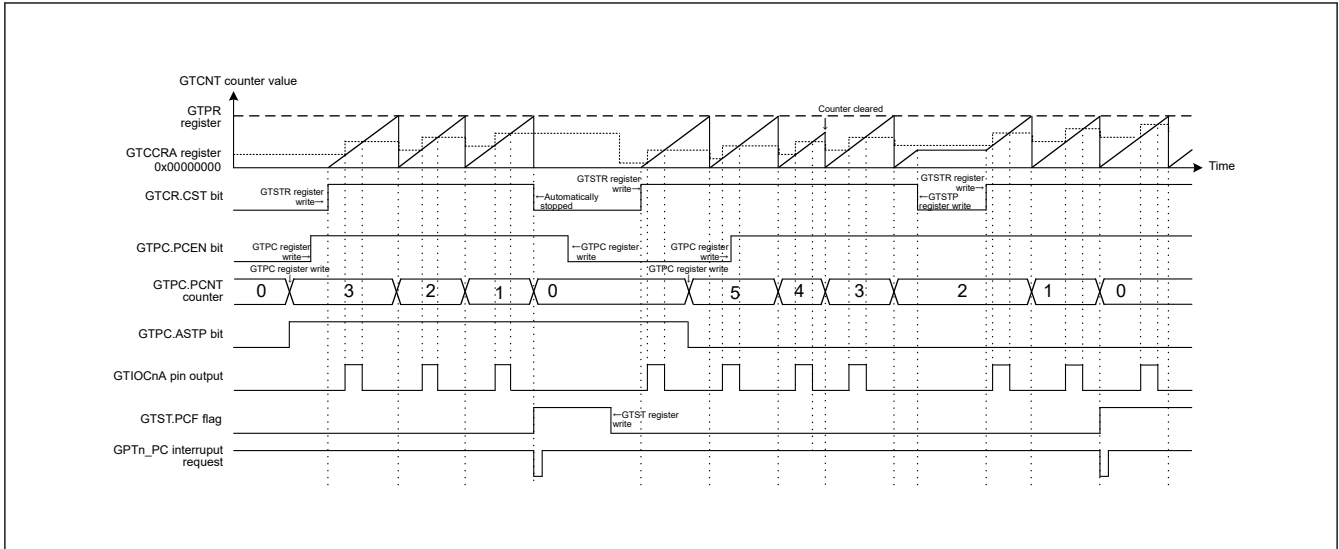 GTCNT counter value
GTPR
register
Counter cleared
GTCCRA register
0x00000000
Time
GTCR.CST bit
GTSTR register
write→
←Automatically
stopped
GTSTR register
write→
←GTSTP
register write
GTSTR register
write→
GTPC.PCEN bit
GTPC register
write→
←GTPC register
write
GTPC register
write→
GTPC.PCNT
counter
GTPC register write
GTPC register write
0 3 2 1 0 5 4 3 2 1 0
GTPC.ASTP bit
GTIOCnA pin output
GTST.PCF flag
←GTST register
write
GPTn_PC interruput
request